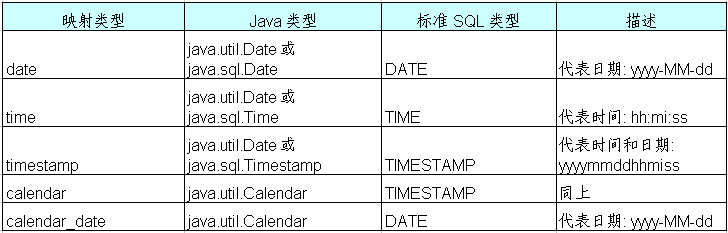 映射类型 Java 类型 标准 SQL 类型 描述
java.util.Date 或
date java.sql.Date DATE 代表日期: yyyy-MM-dd
java.util.Date 或
time java.sql.Time TIME 代表时间: hh:mi:ss
java.util.Date 或 代表时间和日期:
timestamp java.sql.Timestamp TIMESTAMP yyyymmddhhmiss
calendar java.util.Calendar TIMESTAMP 同上
calendar_date java.util.Calendar DATE 代表日期: yyyy-MM-dd